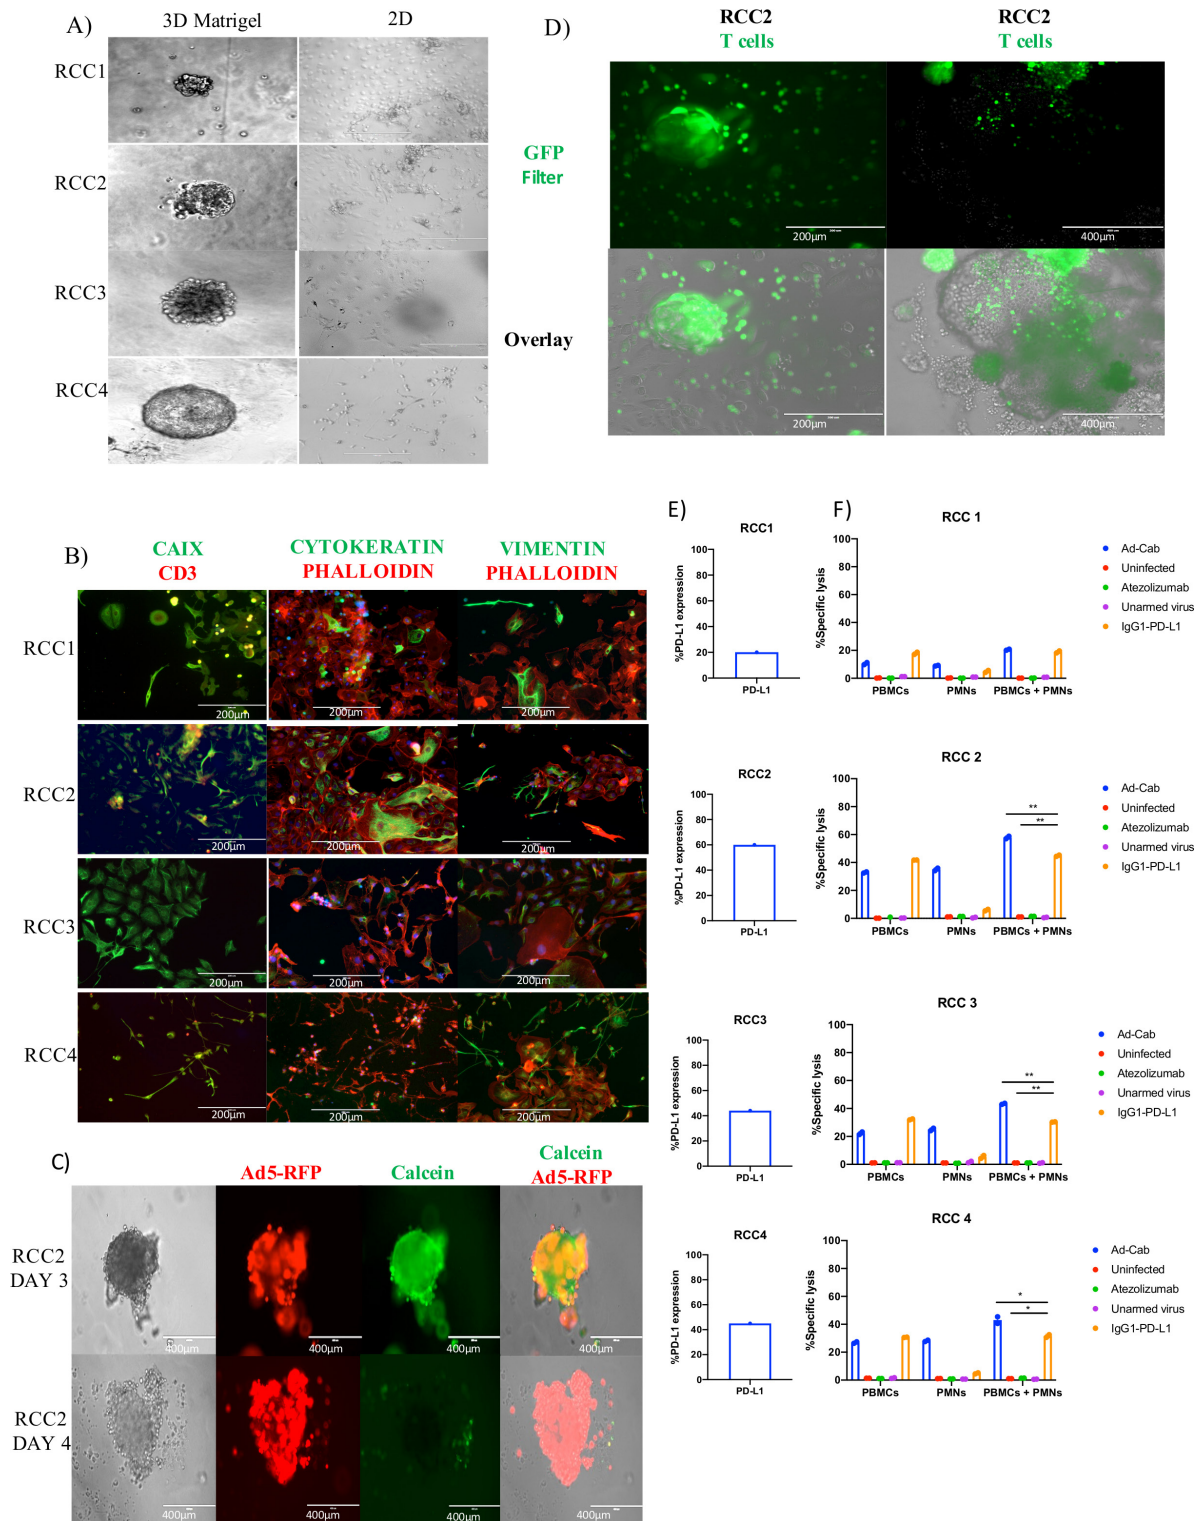 A)
3D Matrigel
2D
RCC1
RCC2
RCC3
RCC4
D)
RCC2
T cells
RCC2
T cells
GFP
Filter
Overlay
200µm
400µm
200µm
400µm
B)
CAIX
CD3
CYTOKERATIN
PHALLOIDIN
VIMENTIN
PHALLOIDIN
RCC1
200µm
200µm
200µm
RCC2
200µm
200µm
200µm
RCC3
200µm
200µm
200µm
RCC4
200µm
200µm
200µm
C)
Ad5-RFP
Calcein
Calcein
Ad5-RFP
RCC2
DAY 3
400µm
400µm
400µm
400µm
RCC2
DAY 4
400µm
400µm
400µm
400µm
E)
RCC1
%PD-L1 expression
100
80
60
40
20
0
PD-L1
RCC2
%PD-L1 expression
100
80
60
40
20
0
PD-L1
RCC3
%PD-L1 expression
100
80
60
40
20
0
PD-L1
RCC4
%PD-L1 expression
100
80
60
40
20
0
PD-L1
F)
RCC 1
%Specific lysis
100
80
60
40
20
0
PBMCs
PMNs
PBMCs + PMNs
Ad-Cab
Uninfected
Atezolizumab
Unarmed virus
IgG1-PD-L1
RCC 2
%Specific lysis
100
80
60
40
20
0
**
**
PBMCs
PMNs
PBMCs + PMNs
Ad-Cab
Uninfected
Atezolizumab
Unarmed virus
IgG1-PD-L1
RCC 3
%Specific lysis
100
80
60
40
20
0
**
**
PBMCs
PMNs
PBMCs + PMNs
Ad-Cab
Uninfected
Atezolizumab
Unarmed virus
IgG1-PD-L1
RCC 4
%Specific lysis
100
80
60
40
20
0
*
*
PBMCs
PMNs
PBMCs + PMNs
Ad-Cab
Uninfected
Atezolizumab
Unarmed virus
IgG1-PD-L1